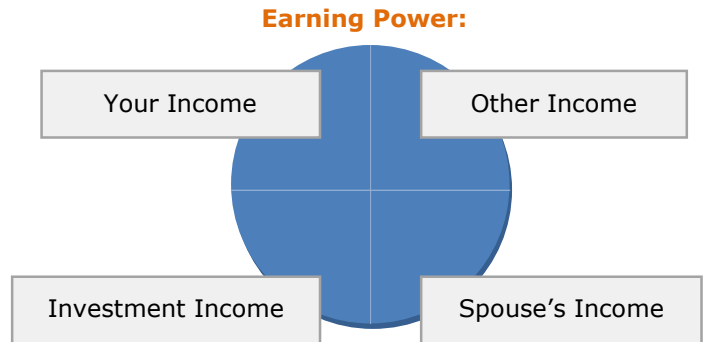 Earning Power:
Your Income
Other Income
Investment Income
Spouse’s Income